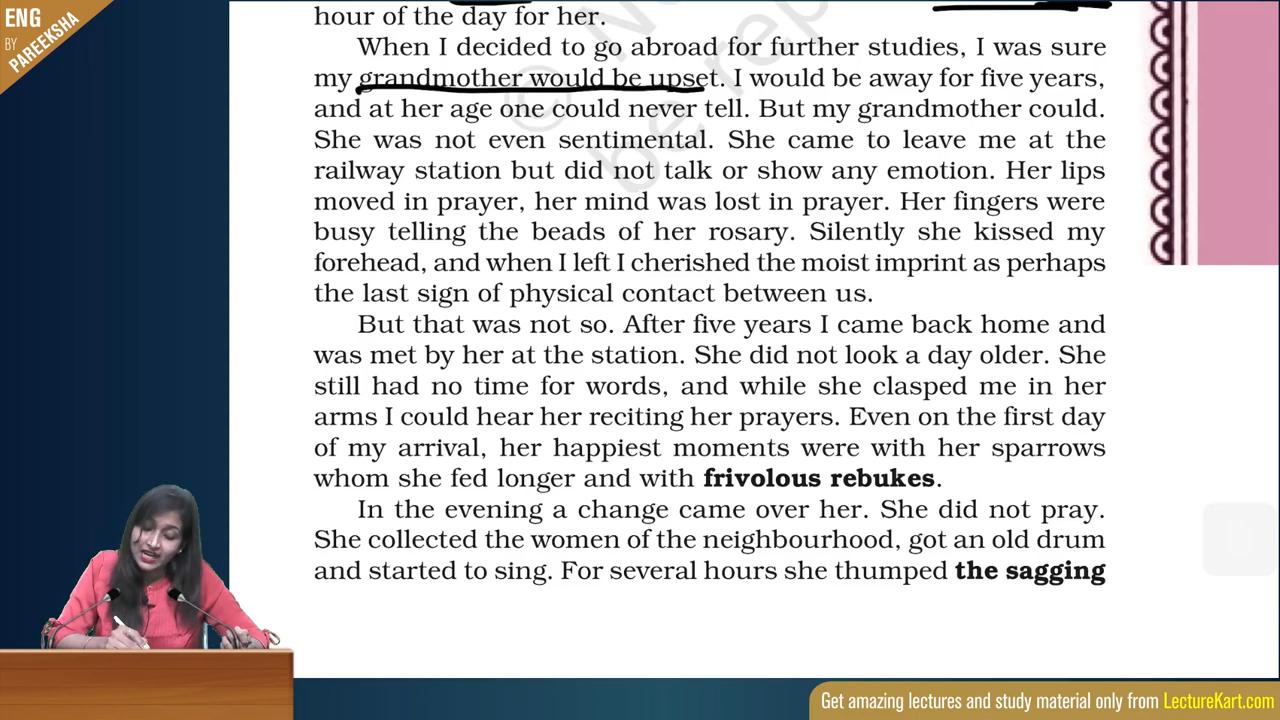 ENG
BY
PAREEKSHA
hour of the day for her.
When I decided to go abroad for further studies, I was sure
my grandmother would be upset. I would be away for five years,
and at her age one could never tell. But my grandmother could.
She was not even sentimental. She came to leave me at the
railway station but did not talk or show any emotion. Her lips
moved in prayer, her mind was lost in prayer. Her fingers were
busy telling the beads of her rosary. Silently she kissed my
forehead, and when I left I cherished the moist imprint as perhaps
the last sign of physical contact between us.
But that was not so. After five years I came back home and
was met by her at the station. She did not look a day older. She
still had no time for words, and while she clasped me in her
arms I could hear her reciting her prayers. Even on the first day
of my arrival, her happiest moments were with her sparrows
whom she fed longer and with frivolous rebukes.
In the evening a change came over her. She did not pray.
She collected the women of the neighbourhood, got an old drum
and started to sing. For several hours she thumped the sagging
Get amazing lectures and study material only from LectureKart.com